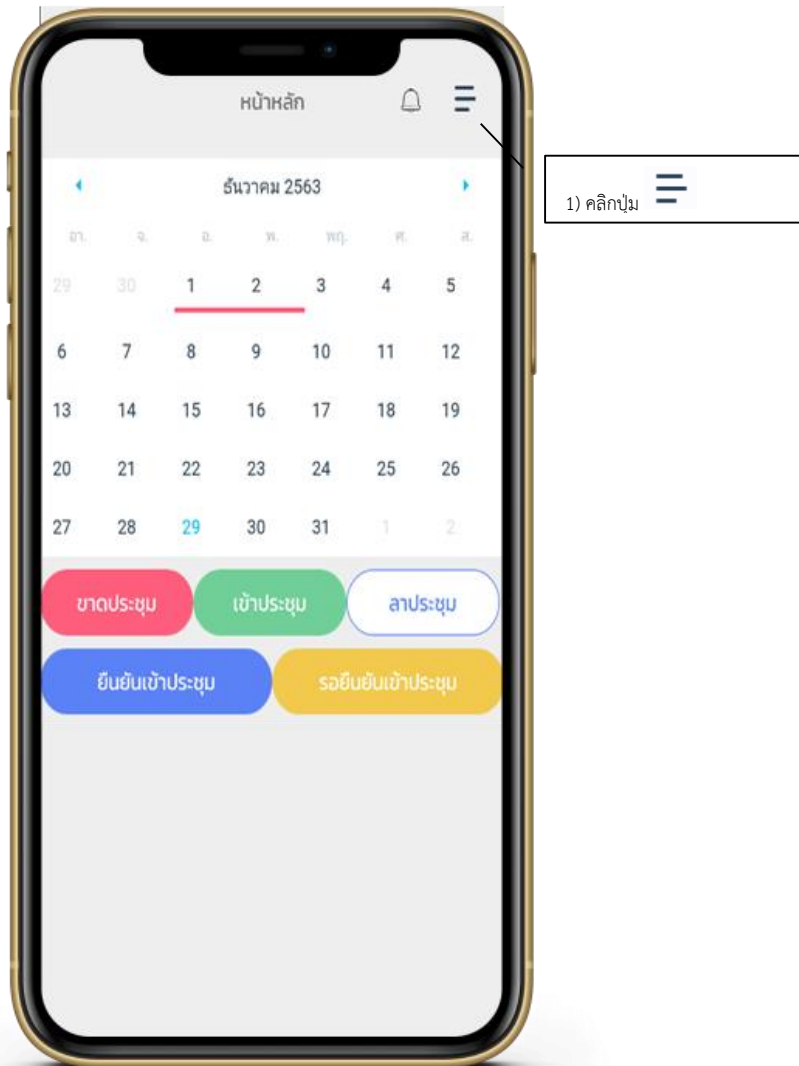 หน้าหลัก
1) คลิกปุ่ม
ธันวาคม 2563
อา. จ. อ. พ. พฤ. ศ. ส.
29 30 1 2 3 4 5
6 7 8 9 10 11 12
13 14 15 16 17 18 19
20 21 22 23 24 25 26
27 28 29 30 31 1 2
ขาดประชุม เข้าประชุม ลาประชุม
ยืนยันเข้าประชุม รอยืนยันเข้าประชุม